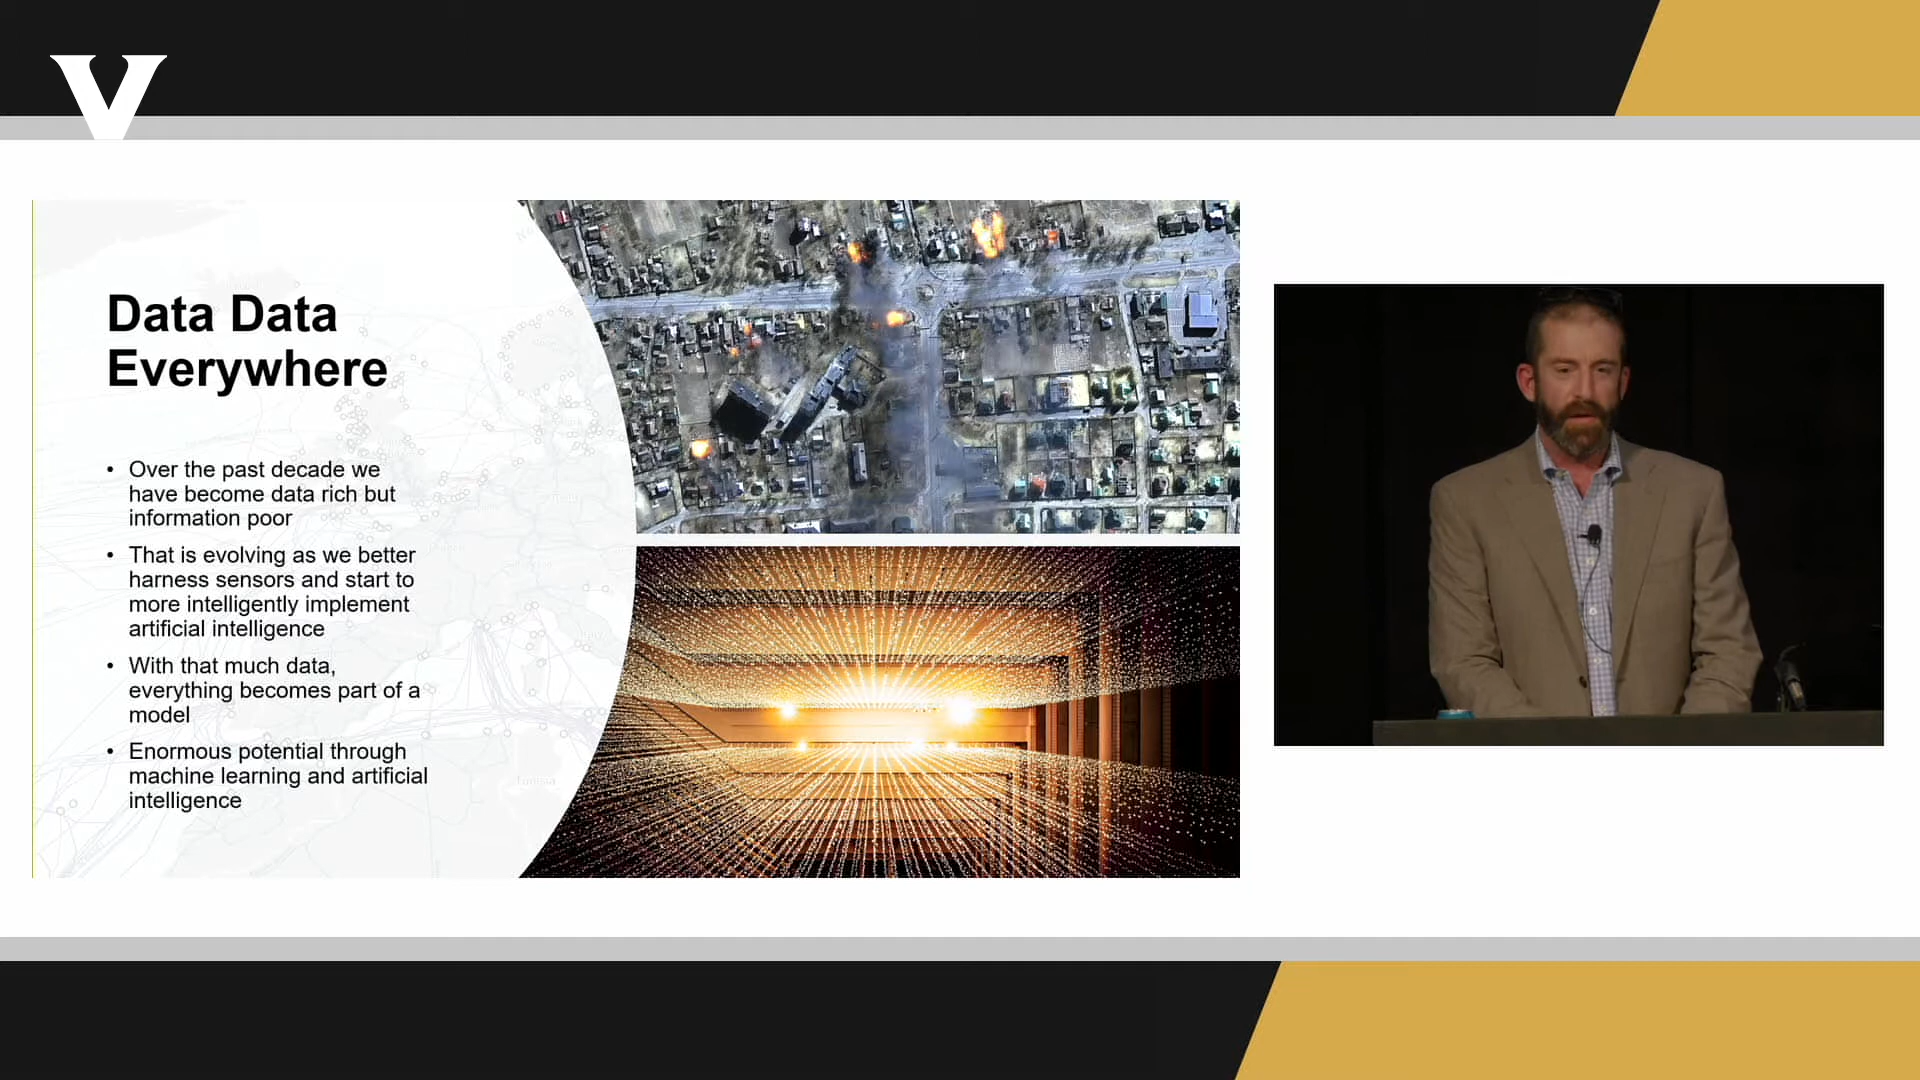 V
Data Data
Everywhere
• Over the past decade we
have become data rich but
information poor
• That is evolving as we better
harness sensors and start to
more intelligently implement
artificial intelligence
• With that much data,
everything becomes part of a
model
• Enormous potential through
machine learning and artificial
intelligence
Tunisia